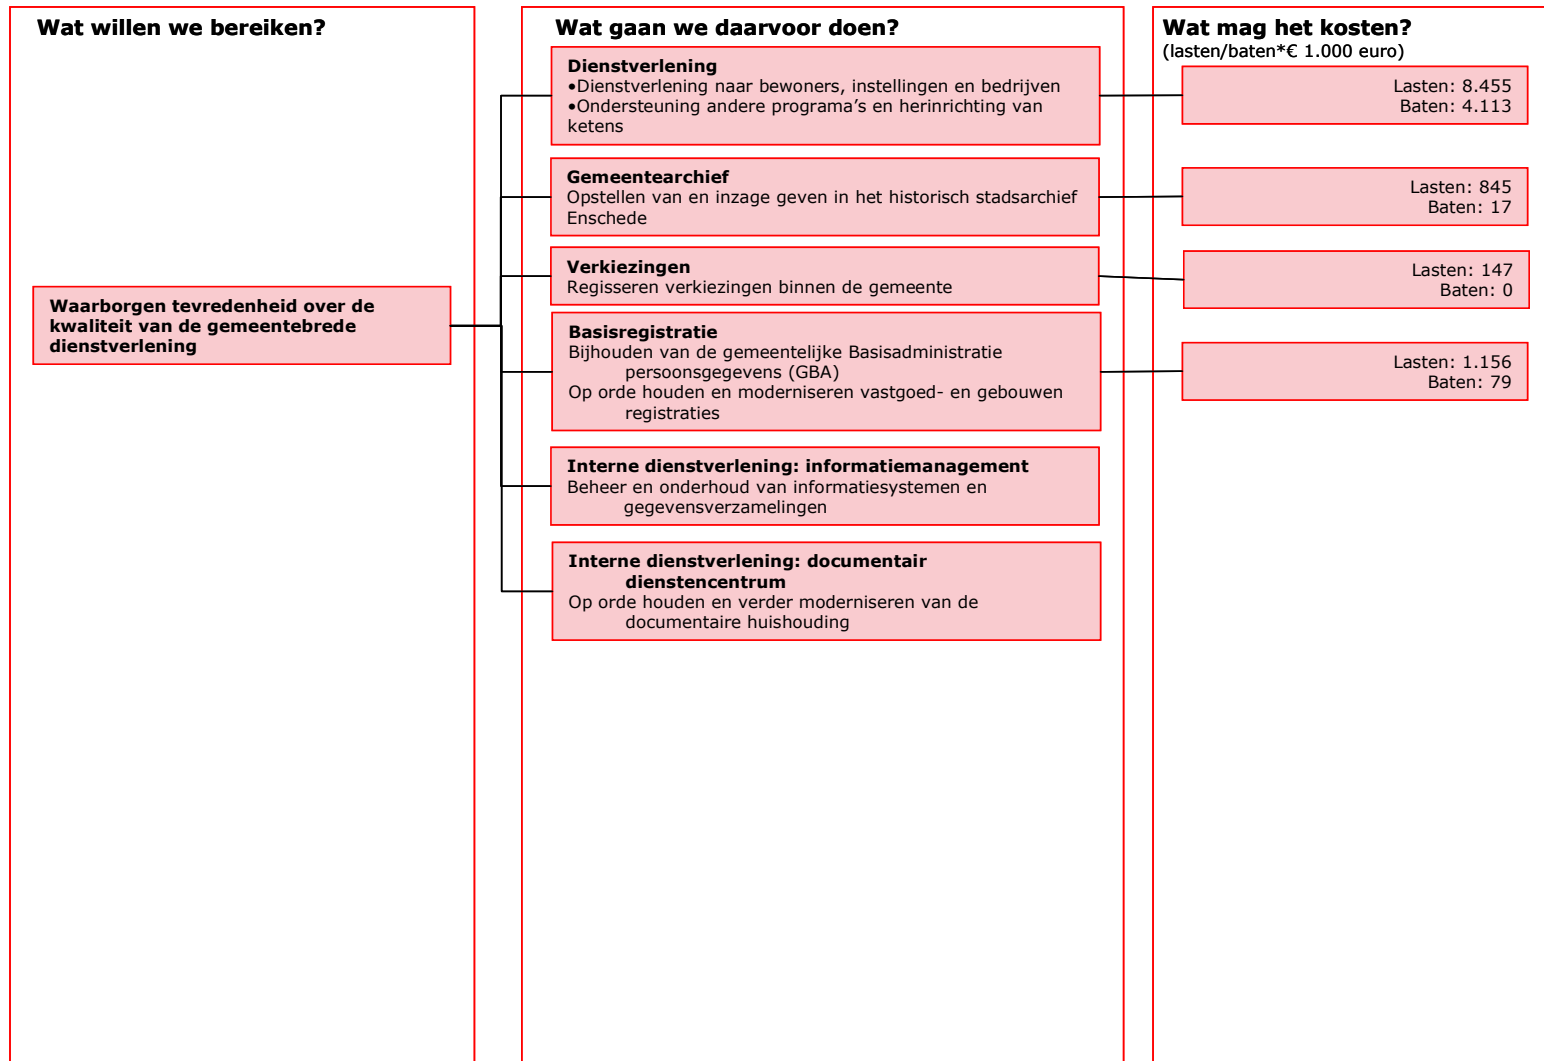 Wat willen we bereiken?
Waarborgen tevredenheid over de
kwaliteit van de gemeentebrede
dienstverlening
Wat gaan we daarvoor doen?
Dienstverlening
•Dienstverlening naar bewoners, instellingen en bedrijven
•Ondersteuning andere programa's en herinrichting van
ketens
Gemeentearchief
Opstellen van en inzage geven in het historisch stadsarchief
Enschede
Verkiezingen
Regisseren verkiezingen binnen de gemeente
Basisregistratie
Bijhouden van de gemeentelijke Basisadministratie
persoonsgegevens (GBA)
Op orde houden en moderniseren vastgoed- en gebouwen
registraties
Interne dienstverlening: informatiemanagement
Beheer en onderhoud van informatiesystemen en
gegevensverzamelingen
Interne dienstverlening: documentair
dienstencentrum
Op orde houden en verder moderniseren van de
documentaire huishouding
Wat mag het kosten?
(lasten/baten*€ 1.000 euro)
Lasten: 8.455
Baten: 4.113
Lasten: 845
Baten: 17
Lasten: 147
Baten: 0
Lasten: 1.156
Baten: 79